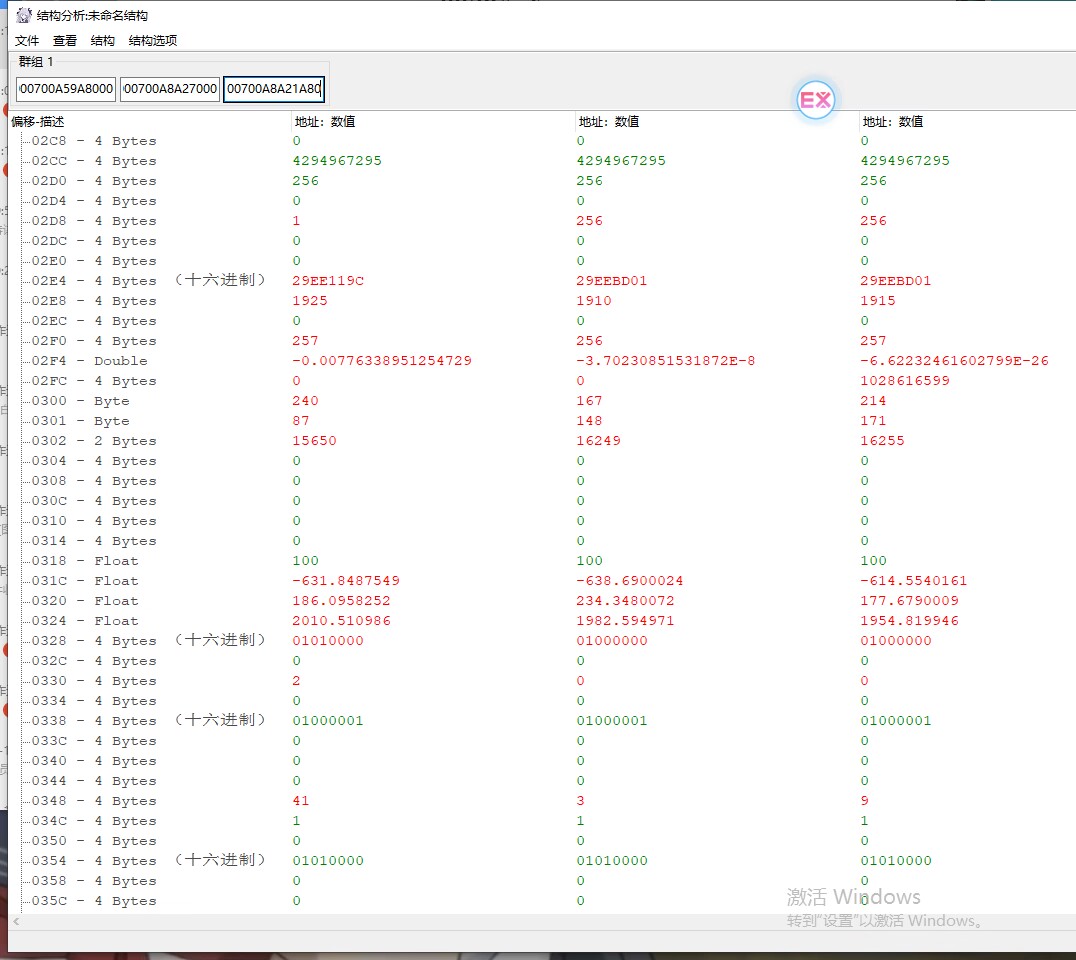 结构分析:未命名结构
文件 查看 结构 结构选项
群组 1
00700A59A8000 00700A8A27000 00700A8A21A80
EX
偏移-描述 地址：数值 地址：数值 地址：数值
02C8 - 4 Bytes 0 0 0
02CC - 4 Bytes 4294967295 4294967295 4294967295
02D0 - 4 Bytes 256 256 256
02D4 - 4 Bytes 0 0 0
02D8 - 4 Bytes 1 256 256
02DC - 4 Bytes 0 0 0
02E0 - 4 Bytes 0 0 0
02E4 - 4 Bytes （十六进制） 29EE119C 29EEBD01 29EEBD01
02E8 - 4 Bytes 1925 1910 1915
02EC - 4 Bytes 0 0 0
02F0 - 4 Bytes 257 256 257
02F4 - Double -0.00776338951254729 -3.70230851531872E-8 -6.62232461602799E-26
02FC - 4 Bytes 0 0 1028616599
0300 - Byte 240 167 214
0301 - Byte 87 148 171
0302 - 2 Bytes 15650 16249 16255
0304 - 4 Bytes 0 0 0
0308 - 4 Bytes 0 0 0
030C - 4 Bytes 0 0 0
0310 - 4 Bytes 0 0 0
0314 - 4 Bytes 0 0 0
0318 - Float 100 100 100
031C - Float -631.8487549 -638.6900024 -614.5540161
0320 - Float 186.0958252 234.3480072 177.6790009
0324 - Float 2010.510986 1982.594971 1954.819946
0328 - 4 Bytes （十六进制） 01010000 01000000 01000000
032C - 4 Bytes 0 0 0
0330 - 4 Bytes 2 0 0
0334 - 4 Bytes 0 0 0
0338 - 4 Bytes （十六进制） 01000001 01000001 01000001
033C - 4 Bytes 0 0 0
0340 - 4 Bytes 0 0 0
0344 - 4 Bytes 0 0 0
0348 - 4 Bytes 41 3 9
034C - 4 Bytes 1 1 1
0350 - 4 Bytes 0 0 0
0354 - 4 Bytes （十六进制） 01010000 01010000 01010000
0358 - 4 Bytes 0 0 0
035C - 4 Bytes 0 0 0
激活 Windows
转到"设置"以激活 Windows。